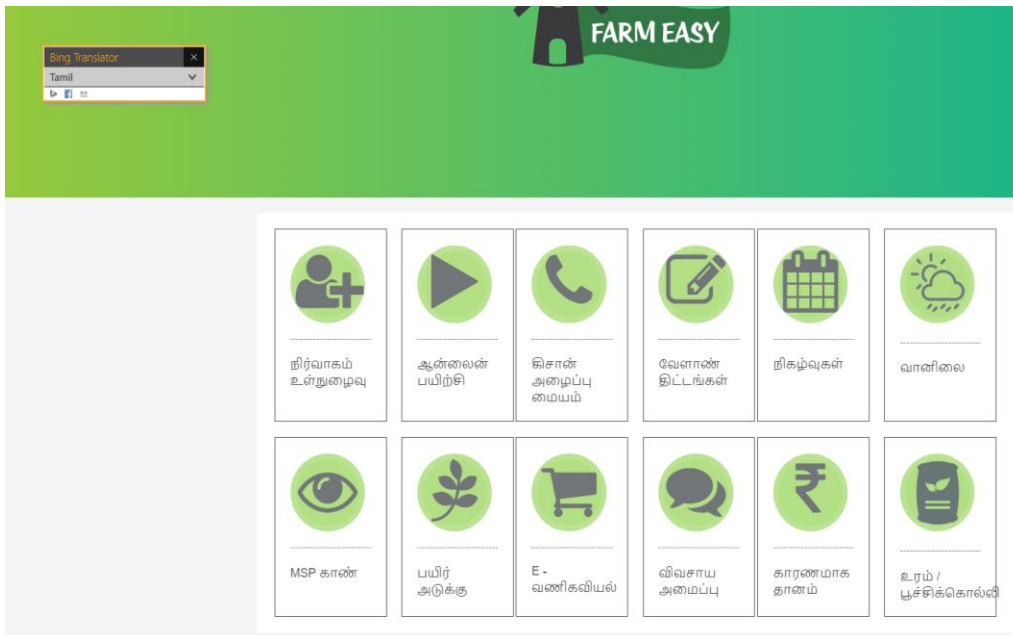 FARM EASY
Bing Translator
Tamil
நிர்வாகம்
உள்நுழைவு
ஆன்லைன்
பயிற்சி
கிசான்
அழைப்பு
மையம்
வேளாண்
திட்டங்கள்
நிகழ்வுகள்
வானிலை
MSP காண்
பயிர்
அடுக்கு
E -
வணிகவியல்
விவசாய
அமைப்பு
காரணமாக
தானம்
உரம் /
பூச்சிக்கொல்லி